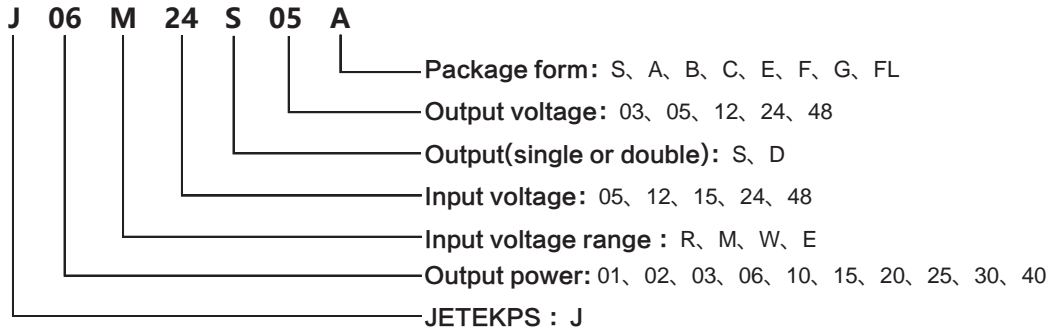 J 06 M 24 S 05 A
Package form：S、A、B、C、E、F、G、FL
Output voltage：03、05、12、24、48
Output(single or double)：S、D
Input voltage：05、12、15、24、48
Input voltage range：R、M、W、E
Output power：01、02、03、06、10、15、20、25、30、40
JETEKPS：J